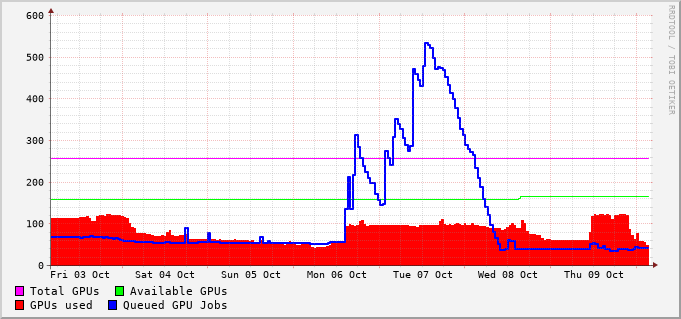 600
500
400
300
200
100
0
Fri 03 Oct Sat 04 Oct Sun 05 Oct Mon 06 Oct Tue 07 Oct Wed 08 Oct Thu 09 Oct
Total GPUs Available GPUs
GPUs used Queued GPU Jobs
RRDTOOL / TOBI OETIKER